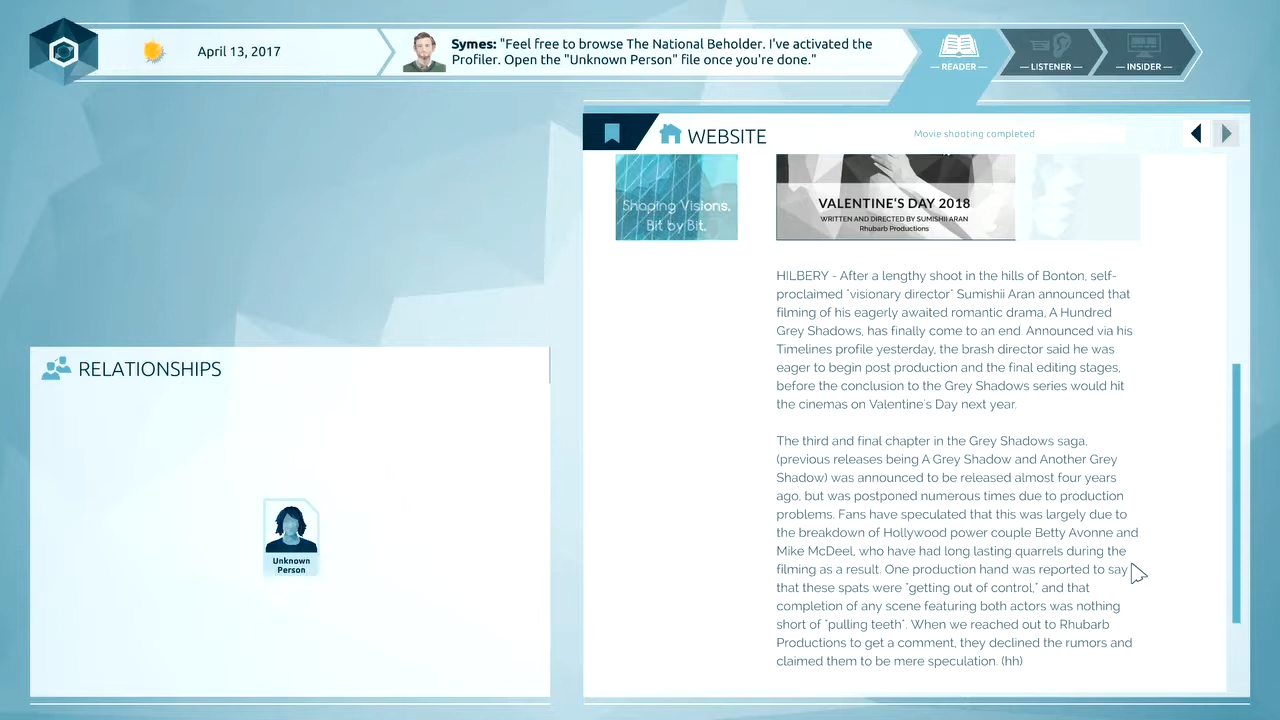 April 13, 2017
Symes: "Feel free to browse The National Beholder. I've activated the
Profiler. Open the "Unknown Person" file once you're done."
— READER —
— LISTENER —
— INSIDER —
WEBSITE
Movie shooting completed
Shaping Visions.
Bit by Bit.
VALENTINE'S DAY 2018
WRITTEN AND DIRECTED BY SUMISHII ARAN
Rhubarb Productions
HILBERY - After a lengthy shoot in the hills of Bonton, self-
proclaimed "visionary director" Sumishii Aran announced that
filming of his eagerly awaited romantic drama, A Hundred
Grey Shadows, has finally come to an end. Announced via his
Timelines profile yesterday, the brash director said he was
eager to begin post production and the final editing stages,
before the conclusion to the Grey Shadows series would hit
the cinemas on Valentine's Day next year.
The third and final chapter in the Grey Shadows saga,
(previous releases being A Grey Shadow and Another Grey
Shadow) was announced to be released almost four years
ago, but was postponed numerous times due to production
problems. Fans have speculated that this was largely due to
the breakdown of Hollywood power couple Betty Avonne and
Mike McDeel, who have had long lasting quarrels during the
filming as a result. One production hand was reported to say
that these spats were "getting out of control," and that
completion of any scene featuring both actors was nothing
short of "pulling teeth". When we reached out to Rhubarb
Productions to get a comment, they declined the rumors and
claimed them to be mere speculation. (hh)
RELATIONSHIPS
Unknown
Person